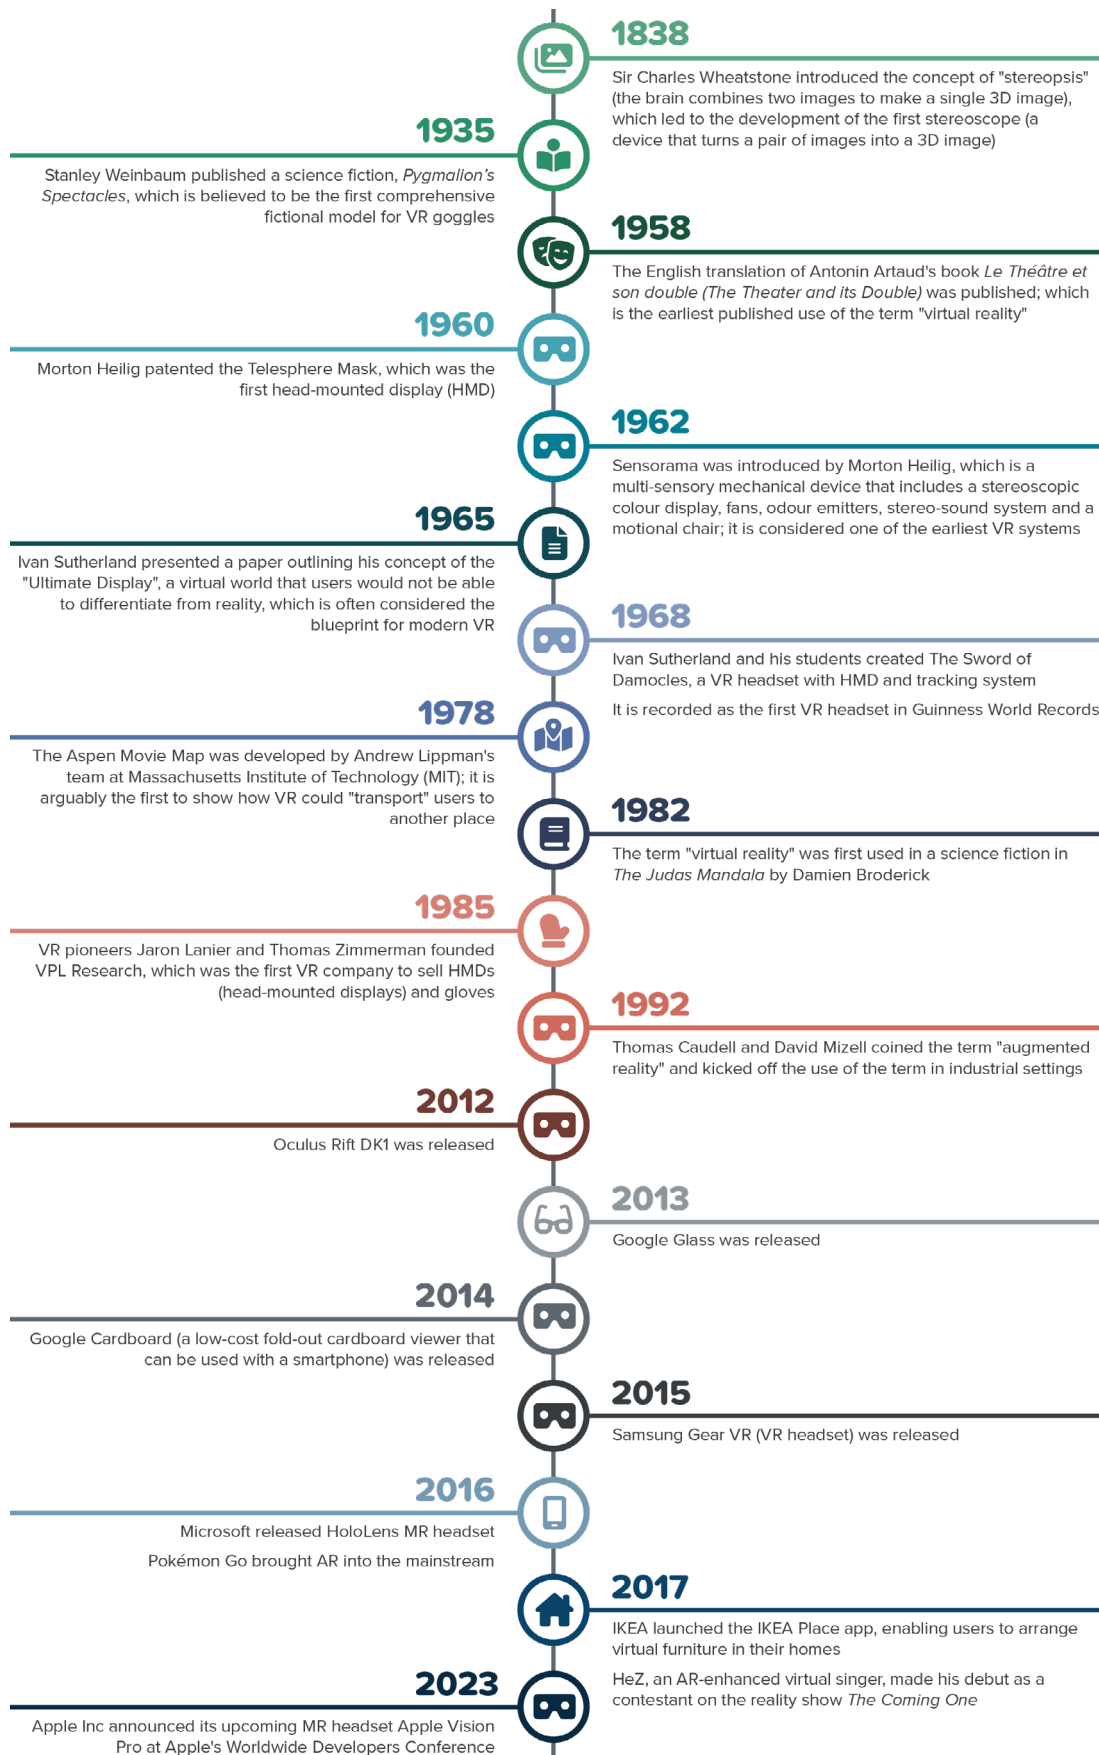 1838
Sir Charles Wheatstone introduced the concept of "stereopsis"
(the brain combines two images to make a single 3D image),
which led to the development of the first stereoscope (a
device that turns a pair of images into a 3D image)
1935
Stanley Weinbaum published a science fiction, Pygmalion's
Spectacles, which is believed to be the first comprehensive
fictional model for VR goggles
1958
The English translation of Antonin Artaud's book Le Théâtre et
son double (The Theater and its Double) was published; which
is the earliest published use of the term "virtual reality"
1960
Morton Heilig patented the Telesphere Mask, which was the
first head-mounted display (HMD)
1962
Sensorama was introduced by Morton Heilig, which is a
multi-sensory mechanical device that includes a stereoscopic
colour display, fans, odour emitters, stereo-sound system and a
motional chair; it is considered one of the earliest VR systems
1965
Ivan Sutherland presented a paper outlining his concept of the
"Ultimate Display", a virtual world that users would not be able
to differentiate from reality, which is often considered the
blueprint for modern VR
1968
Ivan Sutherland and his students created The Sword of
Damocles, a VR headset with HMD and tracking system
It is recorded as the first VR headset in Guinness World Records
1978
The Aspen Movie Map was developed by Andrew Lippman's
team at Massachusetts Institute of Technology (MIT); it is
arguably the first to show how VR could "transport" users to
another place
1982
The term "virtual reality" was first used in a science fiction in
The Judas Mandala by Damien Broderick
1985
VR pioneers Jaron Lanier and Thomas Zimmerman founded
VPL Research, which was the first VR company to sell HMDs
(head-mounted displays) and gloves
1992
Thomas Caudell and David Mizell coined the term "augmented
reality" and kicked off the use of the term in industrial settings
2012
Oculus Rift DK1 was released
2013
Google Glass was released
2014
Google Cardboard (a low-cost fold-out cardboard viewer that
can be used with a smartphone) was released
2015
Samsung Gear VR (VR headset) was released
2016
Microsoft released HoloLens MR headset
Pokémon Go brought AR into the mainstream
2017
IKEA launched the IKEA Place app, enabling users to arrange
virtual furniture in their homes
HeZ, an AR-enhanced virtual singer, made his debut as a
contestant on the reality show The Coming One
2023
Apple Inc announced its upcoming MR headset Apple Vision
Pro at Apple's Worldwide Developers Conference